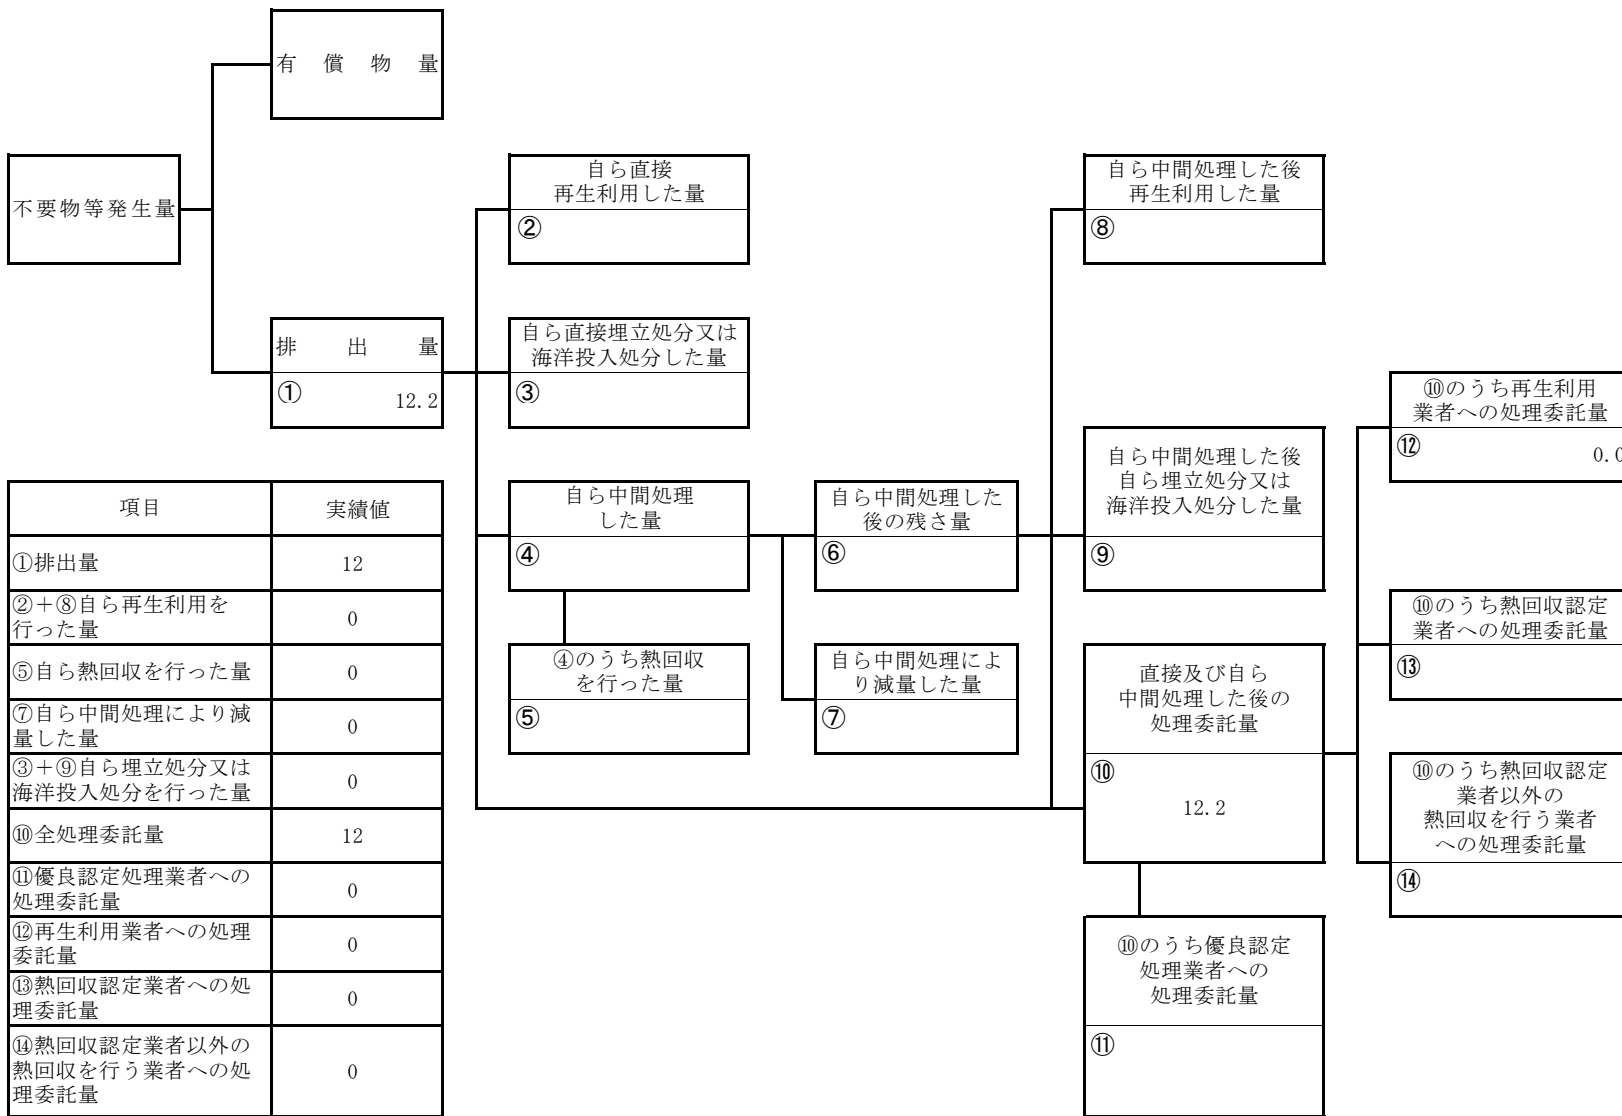 有償物量
不要物等発生量
自ら直接
再生利用した量
②
自ら中間処理した後
再生利用した量
⑧
排出量
①
12.2
自ら直接埋立処分又は
海洋投入処分した量
③
⑩のうち再生利用
業者への処理委託量
⑫
0.0
自ら中間処理した後
自ら埋立処分又は
海洋投入処分した量
⑨
自ら中間処理
した量
④
自ら中間処理した
後の残さ量
⑥
⑩のうち熱回収認定
業者への処理委託量
⑬
④のうち熱回収
を行った量
⑤
自ら中間処理によ
り減量した量
⑦
直接及び自ら
中間処理した後の
処理委託量
⑩
12.2
⑩のうち熱回収認定
業者以外の
熱回収を行う業者
への処理委託量
⑭
⑩のうち優良認定
処理業者への
処理委託量
⑪
項目 実績値
①排出量 12
②＋⑧自ら再生利用を
行った量 0
⑤自ら熱回収を行った量 0
⑦自ら中間処理により減
量した量 0
③＋⑨自ら埋立処分又は
海洋投入処分を行った量 0
⑩全処理委託量 12
⑪優良認定処理業者への
処理委託量 0
⑫再生利用業者への処理
委託量 0
⑬熱回収認定業者への処
理委託量 0
⑭熱回収認定業者以外の
熱回収を行う業者への処
理委託量 0